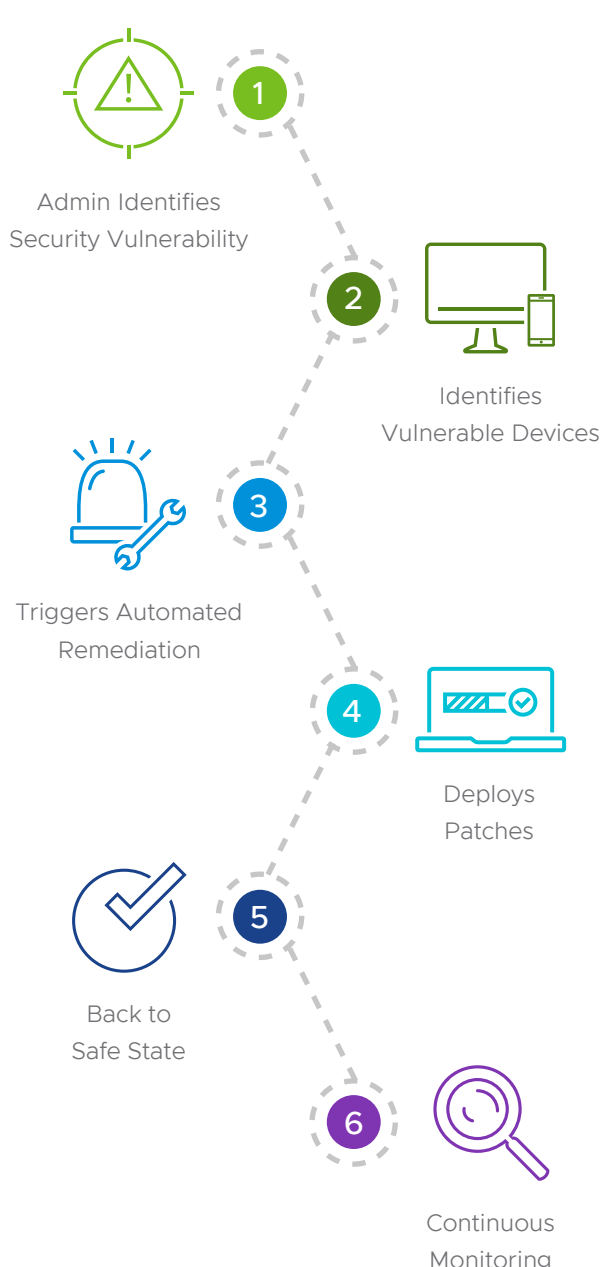 1
Admin Identifies
Security Vulnerability
2
Identifies
Vulnerable Devices
3
Triggers Automated
Remediation
4
Deploys
Patches
5
Back to
Safe State
6
Continuous
Monitoring